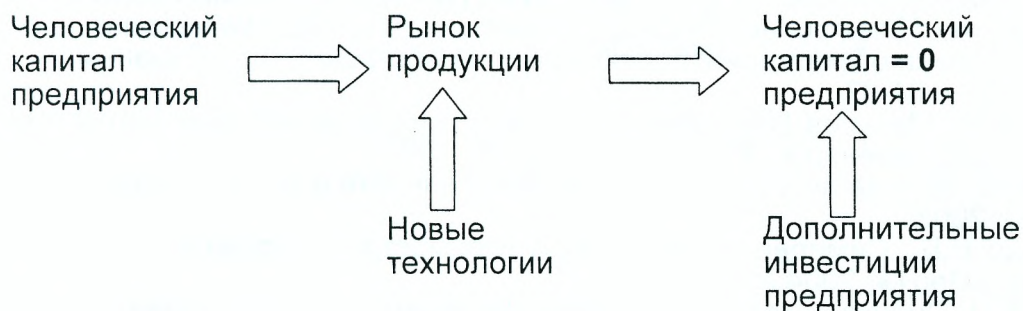 Человеческий
капитал
предприятия
Рынок
продукции
Человеческий
капитал = 0
предприятия
Новые
технологии
Дополнительные
инвестиции
предприятия